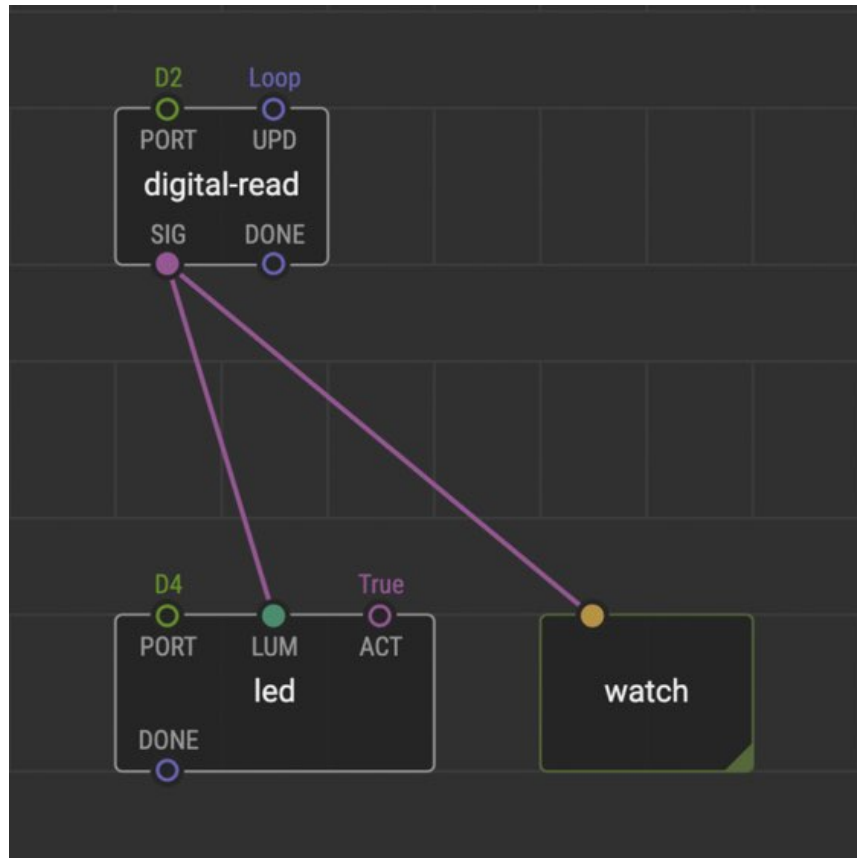 D2 Loop
PORT UPD
digital-read
SIG DONE
D4 True
PORT LUM ACT
led
watch
DONE